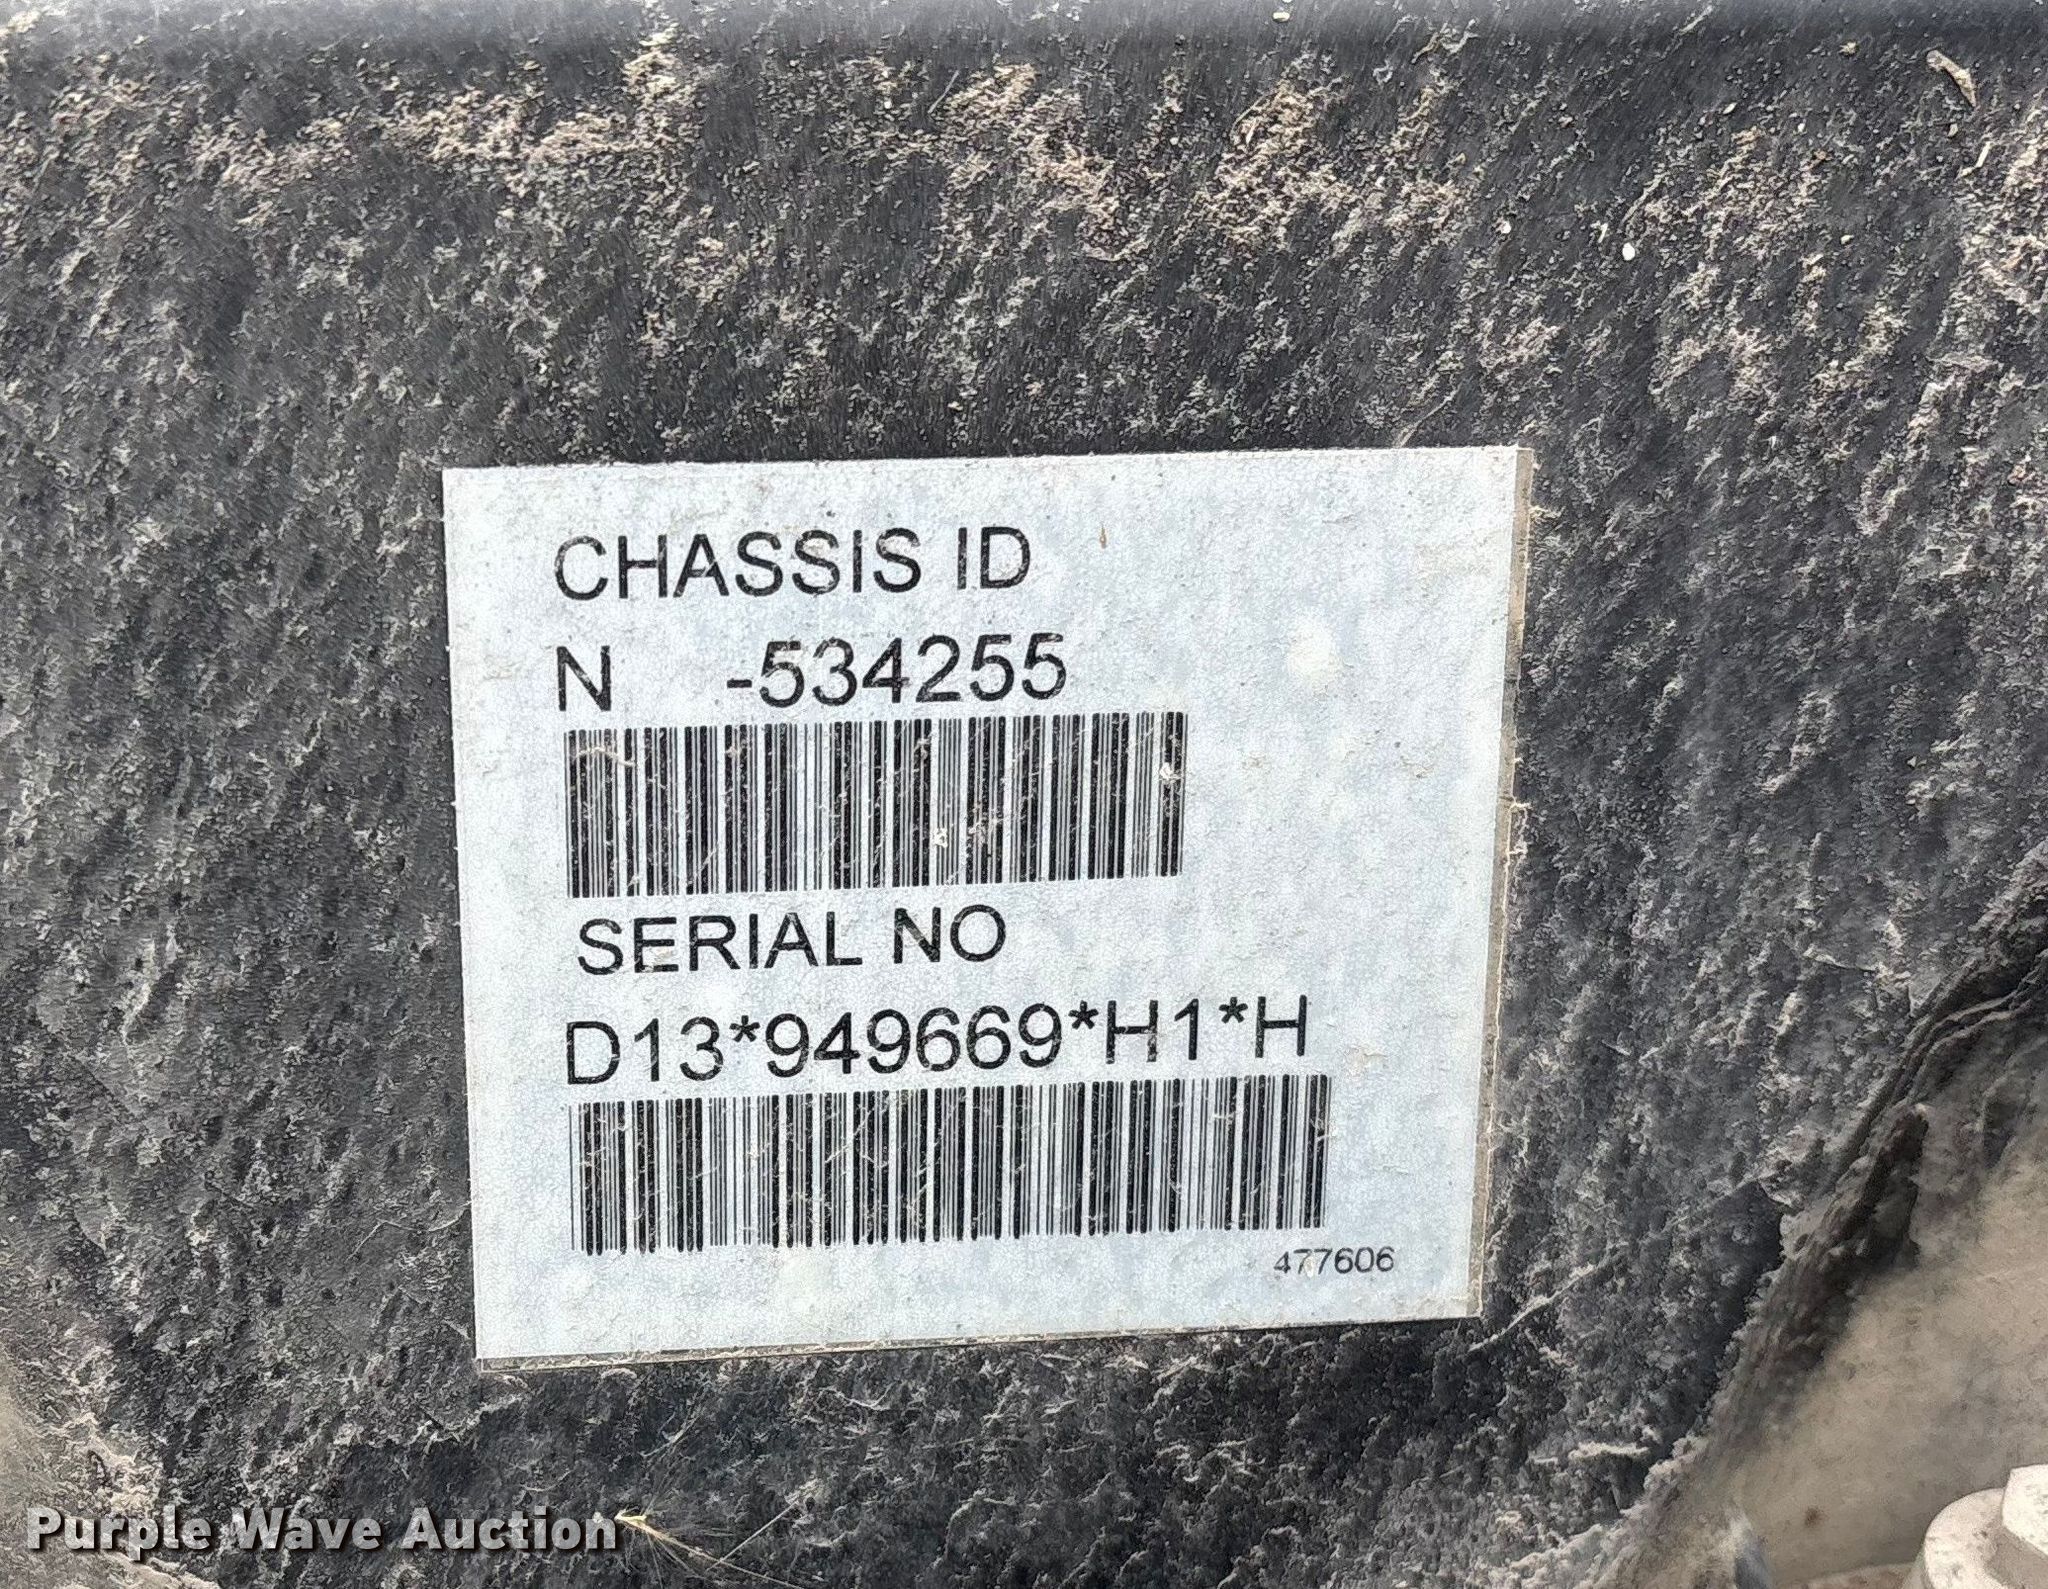 CHASSIS ID
N -534255
SERIAL NO
D13*949669*H1*H
477606
Purple Wave Auction